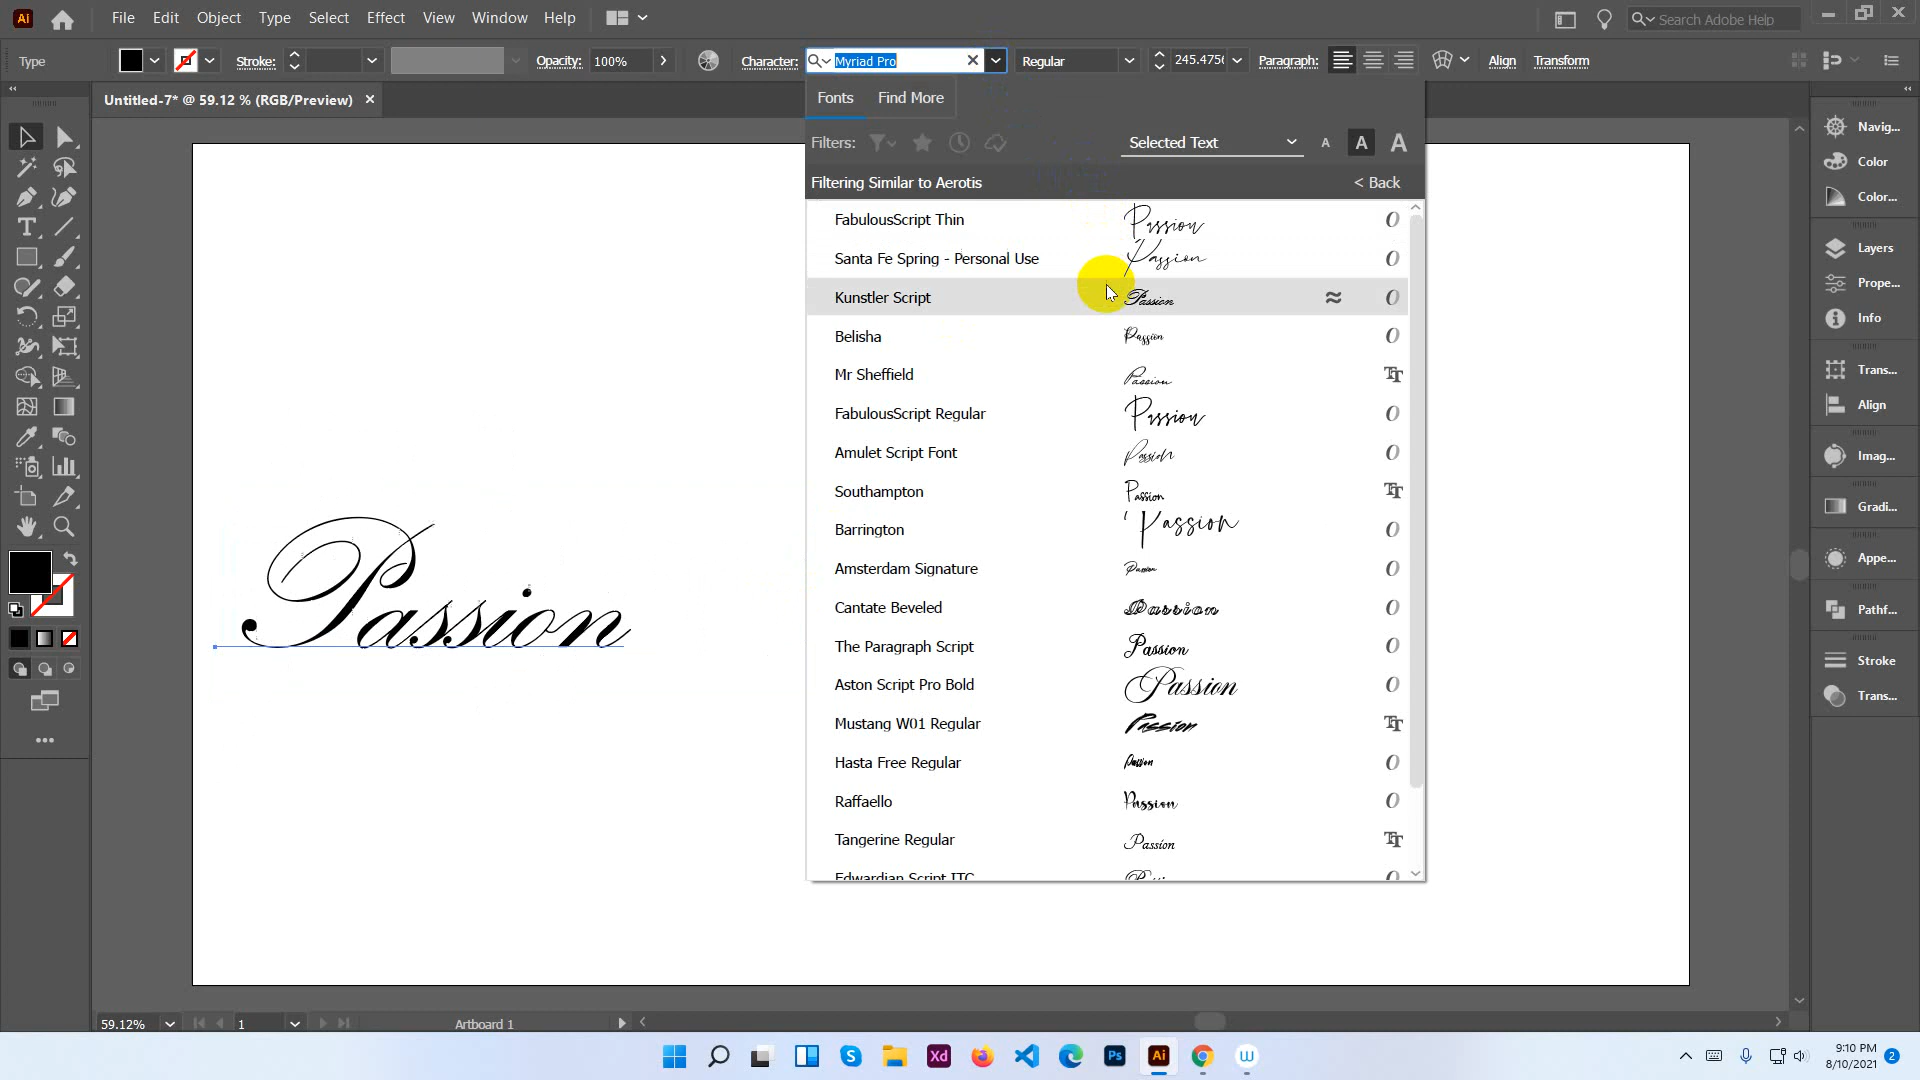 Ai File Edit Object Type Select Effect View Window Help Search Adobe Help
Type Stroke: Opacity: 100% Character: Myriad Pro Regular 245.475( Paragraph: Align Transform
Untitled-7* @ 59.12 % (RGB/Preview)
Fonts Find More
Filters: Selected Text A A A
Filtering Similar to Aerotis < Back
FabulousScript Thin Passion
Santa Fe Spring - Personal Use Passion
Kunstler Script Passion
Belisha Passion
Mr Sheffield Passion
FabulousScript Regular Passion
Amulet Script Font Passion
Southampton Passion
Barrington ' Passion
Amsterdam Signature Passion
Cantate Beveled Passion
The Paragraph Script Passion
Aston Script Pro Bold Passion
Mustang W01 Regular Passion
Hasta Free Regular Passion
Raffaello Passion
Tangerine Regular Passion
Edwardian Script ITC
Passion
Navig...
Color
Color...
Layers
Prope...
Info
Trans...
Align
Imag...
Gradi...
Appe...
Pathf...
Stroke
Trans...
59.12% 1 Artboard 1
Xd Ps Ai
9:10 PM
8/10/2021 2